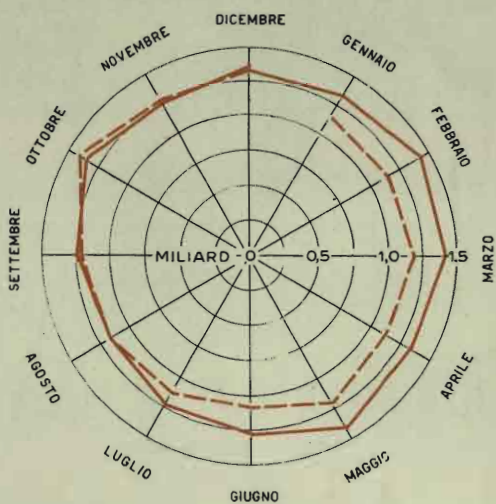 DICEMBRE
GENNAIO
FEBBRAIO
MARZO
APRILE
MAGGIO
GIUGNO
LUGLIO
AGOSTO
SETTEMBRE
OTTOBRE
NOVEMBRE
MILIARD 0 0,5 1,0 1.5